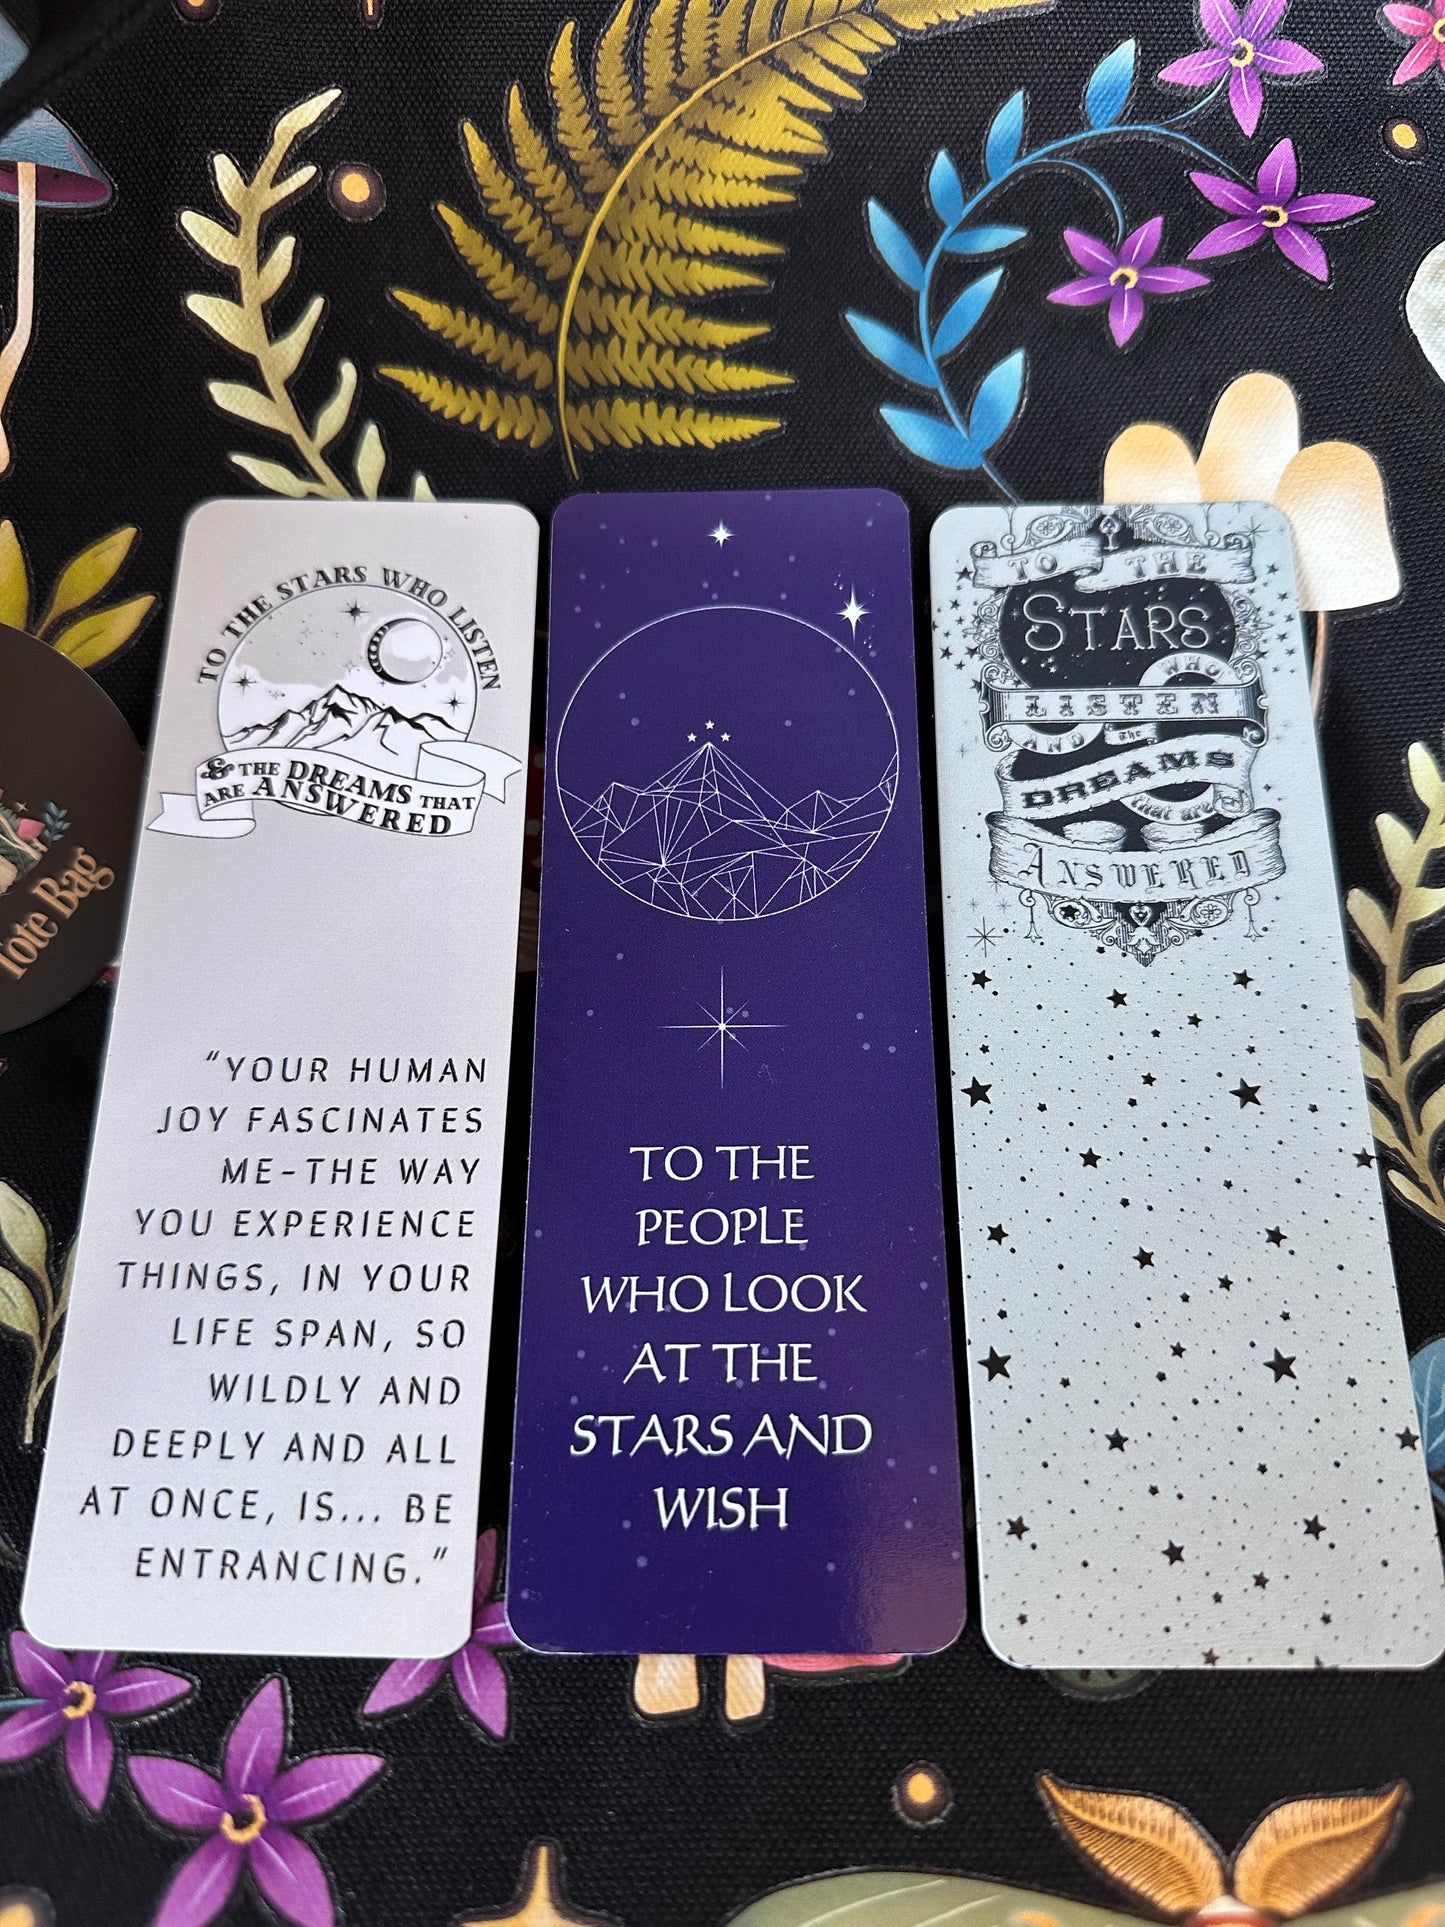 TO THE STARS WHO LISTEN
& THE DREAMS THAT
ARE ANSWERED
"YOUR HUMAN
JOY FASCINATES
ME-THE WAY
YOU EXPERIENCE
THINGS, IN YOUR
LIFE SPAN, SO
WILDLY AND
DEEPLY AND ALL
AT ONCE, IS... BE
ENTRANCING."
TO THE
PEOPLE
WHO LOOK
AT THE
STARS AND
WISH
TO THE
STARS
WHO
LISTEN
AND The
DREAMS
That are
ANSWERED
Tote Bag